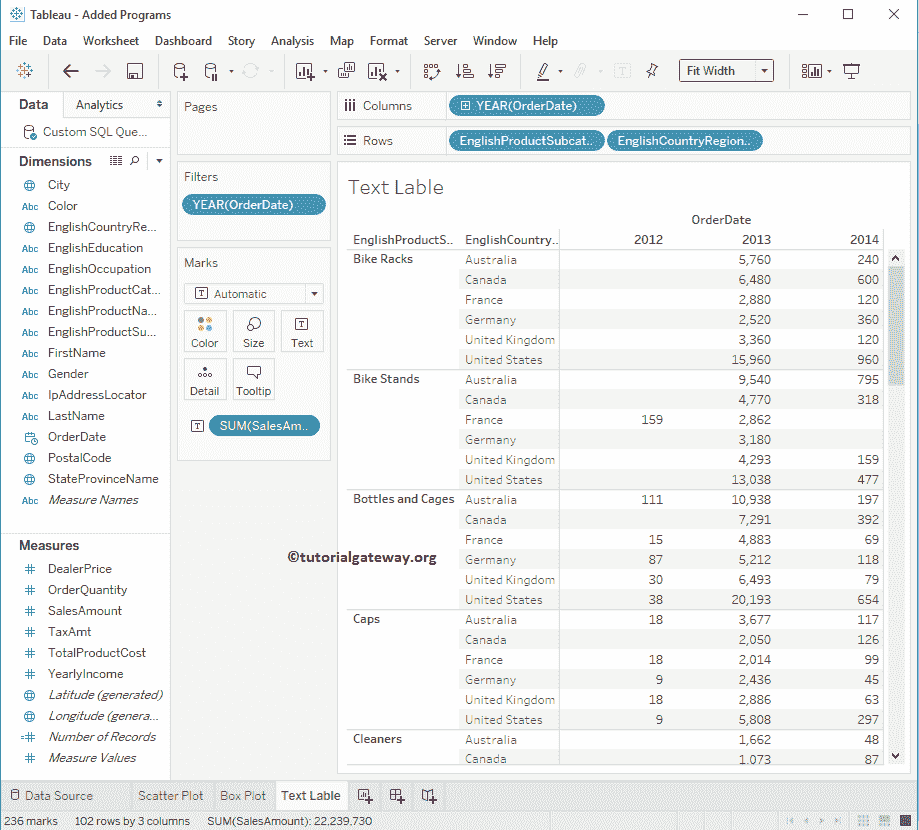 Tableau - Added Programs
File Data Worksheet Dashboard Story Analysis Map Format Server Window Help
Fit Width
Data Analytics
Custom SQL Que...
Dimensions
City
Abc Color
EnglishCountryRe...
Abc EnglishEducation
Abc EnglishOccupation
Abc EnglishProductCat...
Abc EnglishProductNa...
Abc EnglishProductSu...
Abc FirstName
Abc Gender
Abc IpAddressLocator
Abc LastName
OrderDate
PostalCode
StateProvinceName
Abc Measure Names
Measures
# DealerPrice
# OrderQuantity
# SalesAmount
# TaxAmt
# TotalProductCost
# YearlyIncome
Latitude (generated)
Longitude (genera...
=# Number of Records
# Measure Values
Pages
Filters
YEAR(OrderDate)
Marks
T Automatic
Color Size T Text
Detail Tooltip
T SUM(SalesAm..
Columns YEAR(OrderDate)
Rows EnglishProductSubcat.. EnglishCountryRegion..
Text Lable
OrderDate
EnglishProductS.. EnglishCountry.. 2012 2013 2014
Bike Racks Australia 5,760 240
Canada 6,480 600
France 2,880 120
Germany 2,520 360
United Kingdom 3,360 120
United States 15,960 960
Bike Stands Australia 9,540 795
Canada 4,770 318
France 159 2,862
Germany 3,180
United Kingdom 4,293 159
United States 13,038 477
Bottles and Cages Australia 111 10,938 197
Canada 7,291 392
France 15 4,883 69
Germany 87 5,212 118
United Kingdom 30 6,493 79
United States 38 20,193 654
Caps Australia 18 3,677 117
Canada 2,050 126
France 18 2,014 99
Germany 9 2,436 45
United Kingdom 18 2,886 63
United States 9 5,808 297
Cleaners Australia 1,662 48
Canada 1,073 87
©tutorialgateway.org
Data Source Scatter Plot Box Plot Text Lable
236 marks 102 rows by 3 columns SUM(SalesAmount): 22,239,730